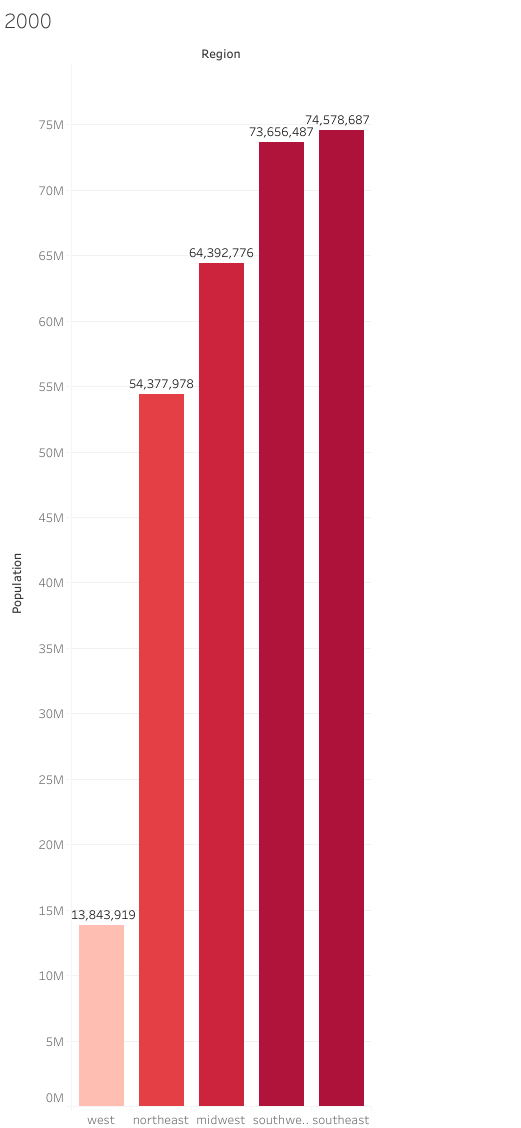 2000
Region
75M
74,578,687
73,656,487
70M
65M
64,392,776
60M
55M
54,377,978
50M
45M
40M
Population
35M
30M
25M
20M
15M
13,843,919
10M
5M
0M
west northeast midwest southwe.. southeast